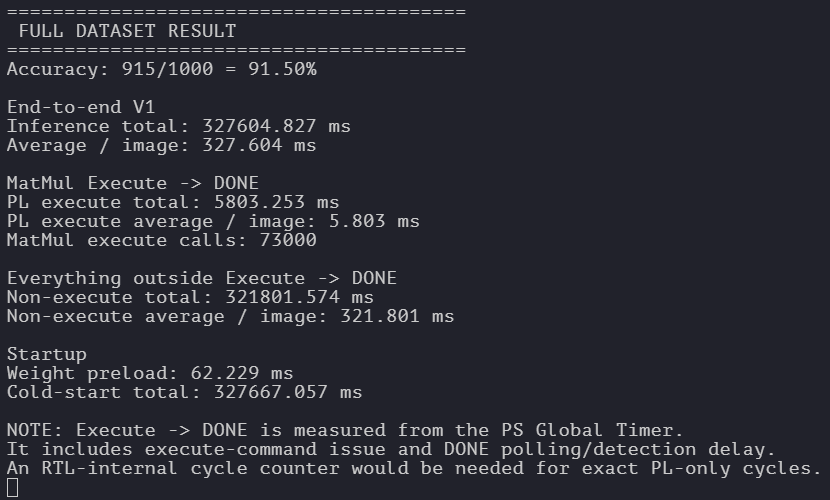 ========================================
FULL DATASET RESULT
========================================
Accuracy: 915/1000 = 91.50%
End-to-end V1
Inference total: 327604.827 ms
Average / image: 327.604 ms
MatMul Execute -> DONE
PL execute total: 5803.253 ms
PL execute average / image: 5.803 ms
MatMul execute calls: 73000
Everything outside Execute -> DONE
Non-execute total: 321801.574 ms
Non-execute average / image: 321.801 ms
Startup
Weight preload: 62.229 ms
Cold-start total: 327667.057 ms
NOTE: Execute -> DONE is measured from the PS Global Timer.
It includes execute-command issue and DONE polling/detection delay.
An RTL-internal cycle counter would be needed for exact PL-only cycles.